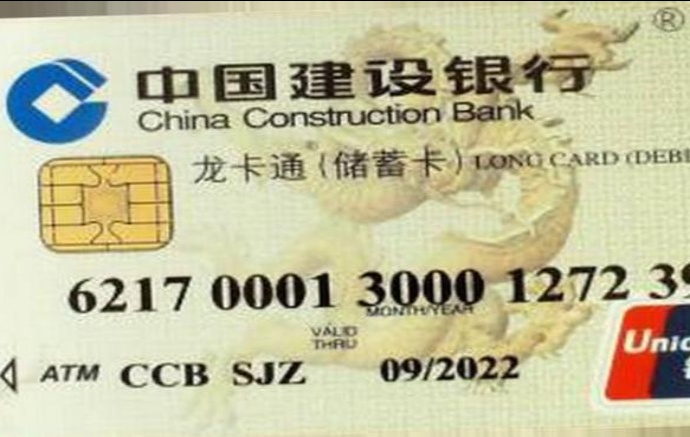 ®
中国建设银行
China Construction Bank
龙卡通(储蓄卡) LONG CARD (DEBI
6217 0001 3000 1272 39
MONTH/YEAR
VALID
THRU
ATM CCB SJZ 09/2022
Unio